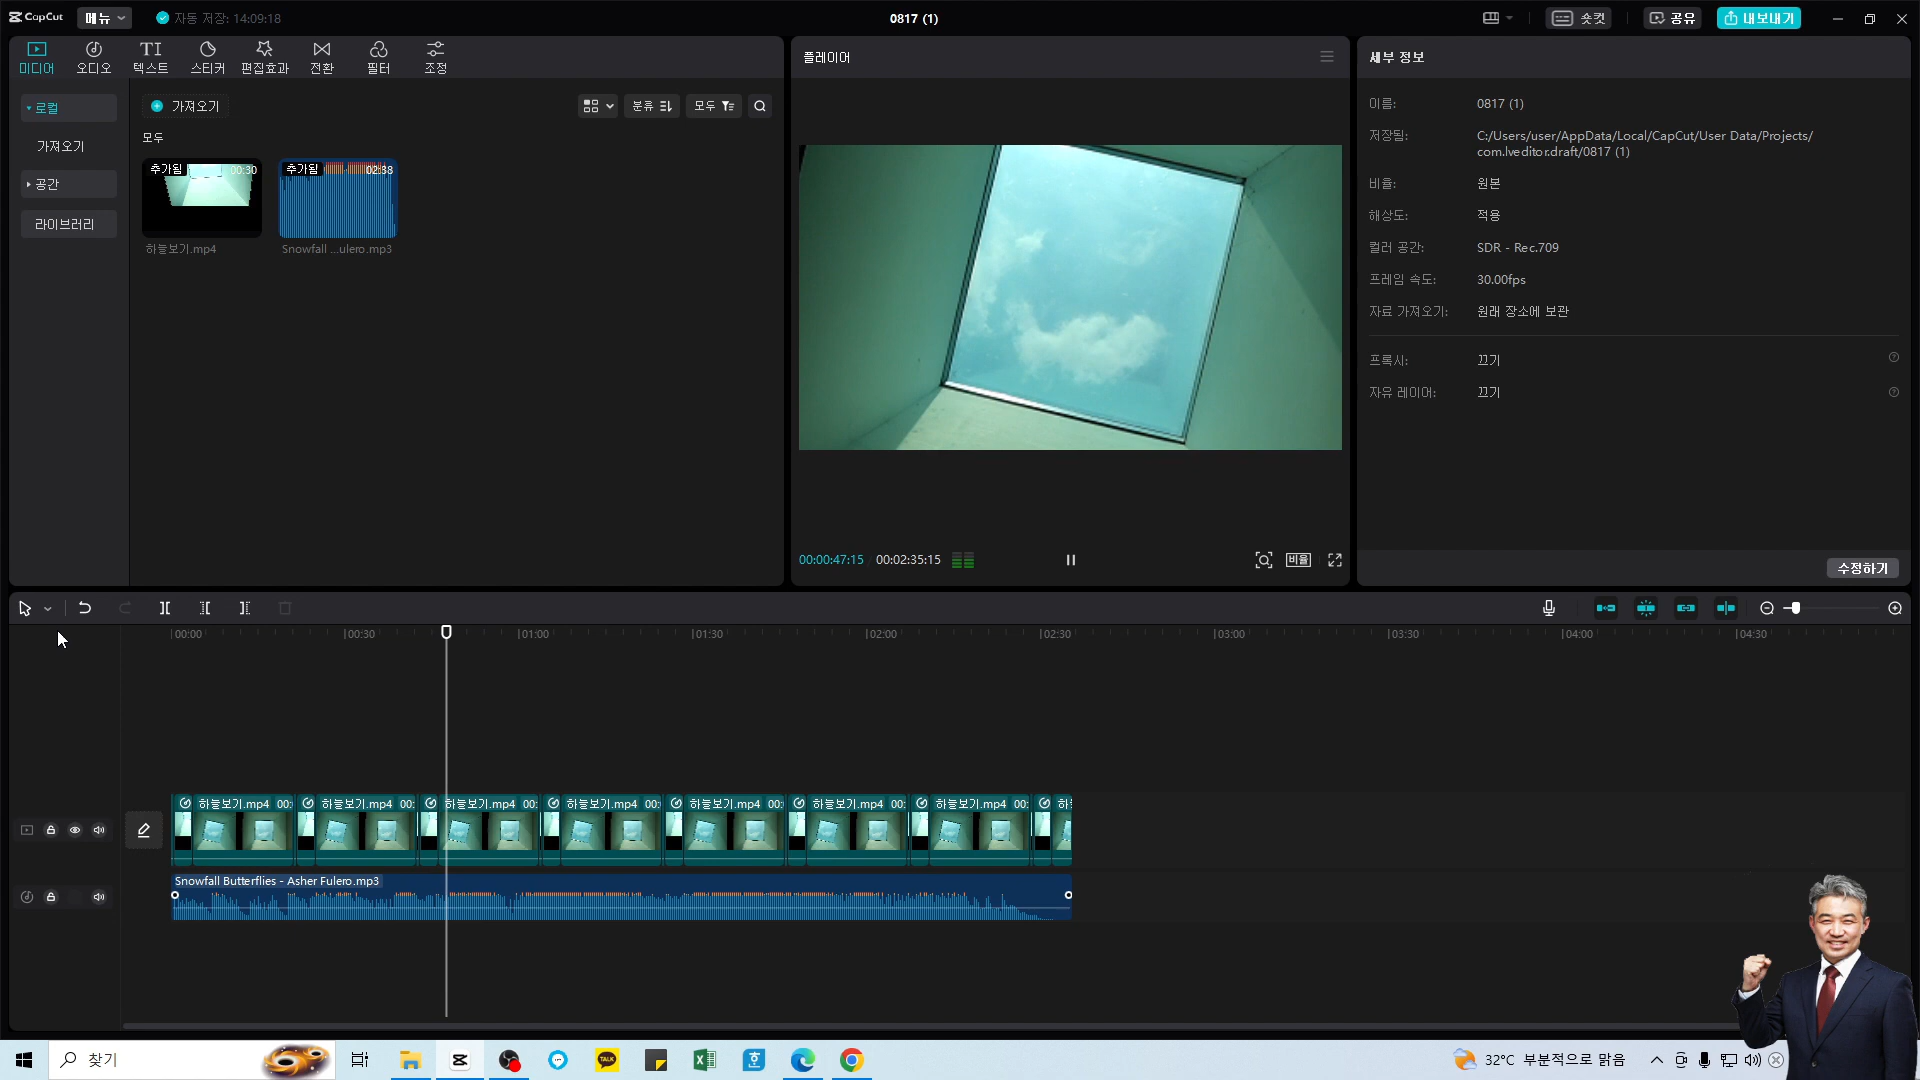 CapCut
메뉴
자동 저장: 14:09:18
0817 (1)
숏컷
공유
내보내기
미디어
오디오
TI
텍스트
스티커
편집효과
전환
필터
조정
로컬
가져오기
공간
라이브러리
가져오기
분류
모두
모두
추가됨
00:30
하늘보기.mp4
추가됨
02:38
Snowfall ...ulero.mp3
플레이어
00:00:47:15
00:02:35:15
비율
세부 정보
이름:
0817 (1)
저장됨:
C:/Users/user/AppData/Local/CapCut/User Data/Projects/
com.lveditor.draft/0817 (1)
비율:
원본
해상도:
적용
컬러 공간:
SDR - Rec.709
프레임 속도:
30.00fps
자료 가져오기:
원래 장소에 보관
프록시:
끄기
자유 레이어:
끄기
수정하기
00:00
00:30
01:00
01:30
02:00
02:30
03:00
03:30
04:00
04:30
하늘보기.mp4 00:
하늘보기.mp4 00:
하늘보기.mp4 00:
하늘보기.mp4 00:
하늘보기.mp4 00:
하늘보기.mp4 00:
하늘보기.mp4 00:
하늘
Snowfall Butterflies - Asher Fulero.mp3
찾기
TALK
32°C 부분적으로 맑음